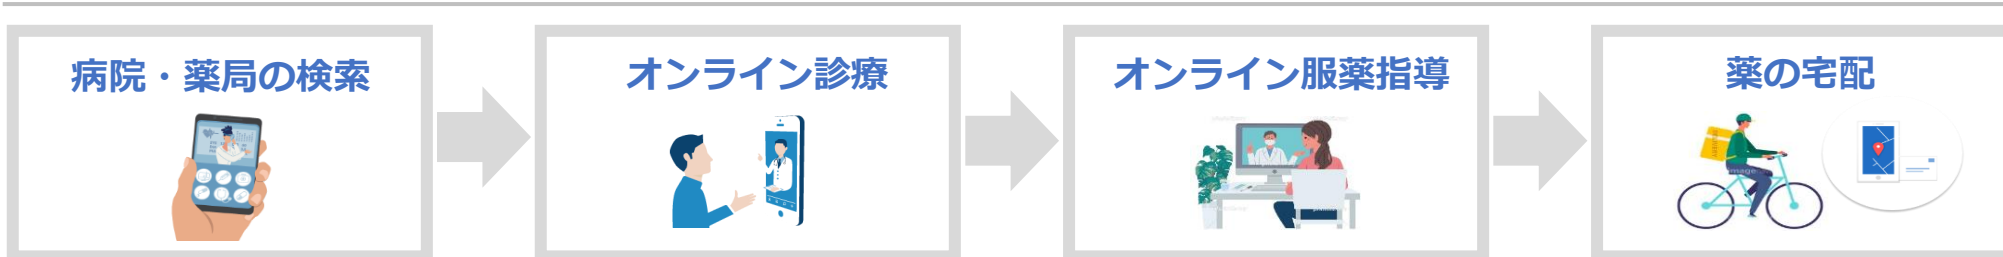 病院・薬局の検索
オンライン診療
オンライン服薬指導
薬の宅配